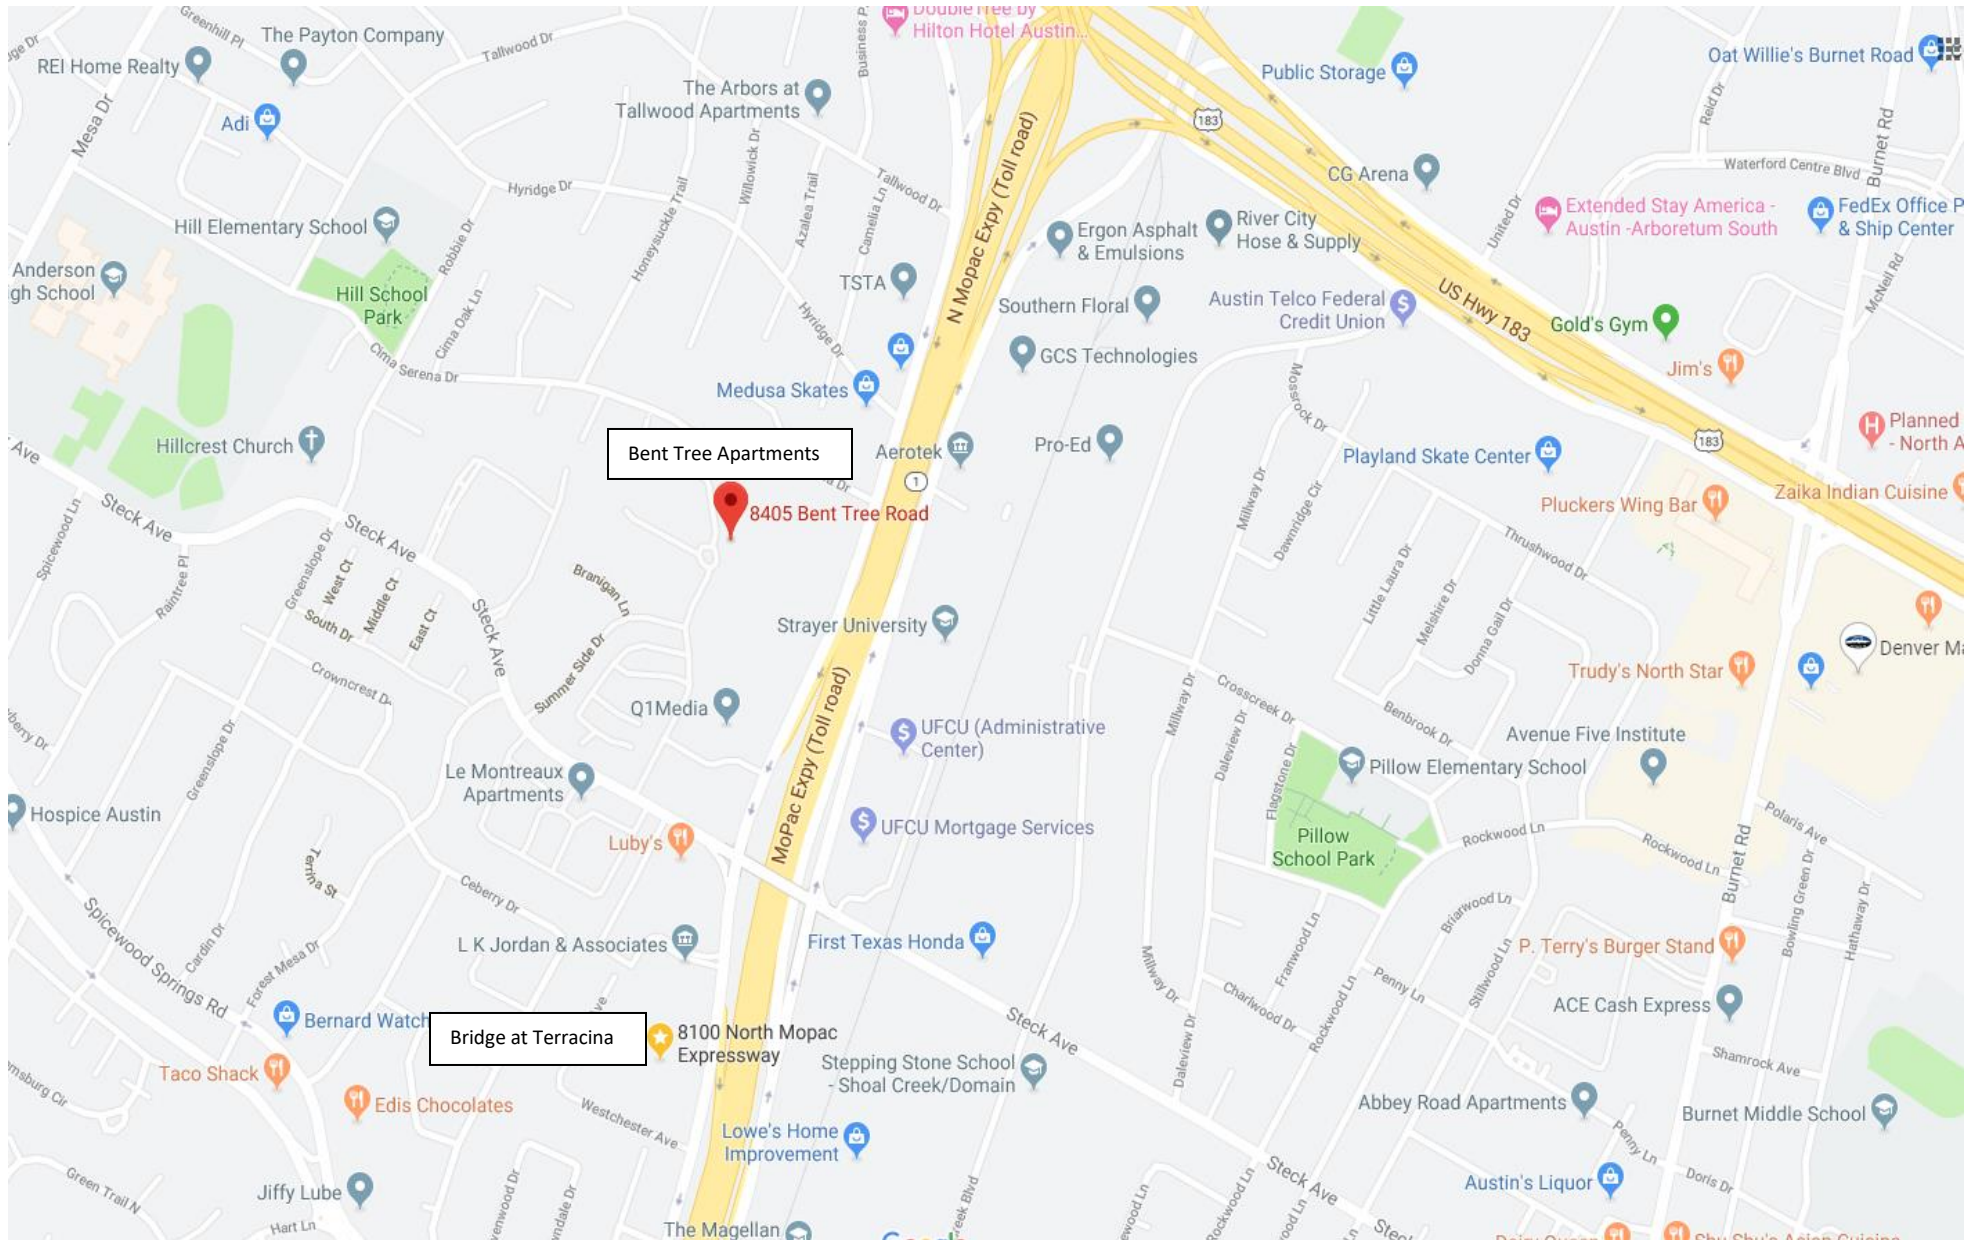 Greenhill Pl
The Payton Company
Tallwood Dr
Business P
DoubleTree by
Hilton Hotel Austin...
REI Home Realty
Adi
Mesa Dr
The Arbors at
Tallwood Apartments
Public Storage
183
Oat Willie's Burnet Road
Reid Dr
Burnet Rd
Waterford Centre Blvd
CG Arena
Hyridge Dr
Honeysuckle Trail
Willowick Dr
Azalea Trail
Camelia Ln
Tallwood Dr
N Mopac Expy (Toll road)
Hill Elementary School
Robbie Dr
Ergon Asphalt
& Emulsions
River City
Hose & Supply
United Dr
Extended Stay America -
Austin -Arboretum South
FedEx Office P
& Ship Center
McNeil Rd
Anderson
gh School
Hill School
Park
Cima Oak Ln
TSTA
Hyridge Dr
Southern Floral
Austin Telco Federal
Credit Union
US Hwy 183
Gold's Gym
GCS Technologies
Jim's
Cima Serena Dr
Medusa Skates
Mossrock Dr
Hillcrest Church
Bent Tree Apartments
Aerotek
Pro-Ed
Playland Skate Center
183
Planned
- North A
Ave
8405 Bent Tree Road
1
Millway Dr
Dawnridge Cir
Pluckers Wing Bar
Zaika Indian Cuisine
Spicewood Ln
Steck Ave
Steck Ave
Raintree Pl
Greenslope Dr
West Ct
Middle Ct
South Dr
East Ct
Steck Ave
Branigan Ln
Summer Side Dr
Strayer University
Little Laura Dr
Melshire Dr
Donna Gail Dr
Thrushwood Dr
Trudy's North Star
Denver Ma
Crowncrest Dr
Q1Media
UFCU (Administrative
Center)
MoPac Expy (Toll road)
Millway Dr
Crosscreek Dr
Daleview Dr
Flagstone Dr
Benbrook Dr
Avenue Five Institute
Pillow Elementary School
Greenslope Dr
Le Montreaux
Apartments
Hospice Austin
Luby's
UFCU Mortgage Services
Pillow
School Park
Rockwood Ln
Rockwood Ln
Burnet Rd
Polaris Ave
Bowling Green Dr
Hathaway Dr
Terrina St
Ceberry Dr
Spicewood Springs Rd
Cardin Dr
Forest Mesa Dr
L K Jordan & Associates
First Texas Honda
Briarwood Ln
Stillwood Ln
P. Terry's Burger Stand
Franwood Ln
Millway Dr
Charlwood Dr
Rockwood Ln
Penny Ln
ACE Cash Express
Bernard Watch
Bridge at Terracina
8100 North Mopac
Expressway
Steck Ave
Daleview Dr
Taco Shack
Stepping Stone School
- Shoal Creek/Domain
Shamrock Ave
Edis Chocolates
Westchester Ave
Abbey Road Apartments
Burnet Middle School
Lowe's Home
Improvement
Penny Ln
Doris Dr
Green Trail N
Jiffy Lube
Hart Ln
Steck Ave
Rockwood Ln
Austin's Liquor
The Magellan
Google